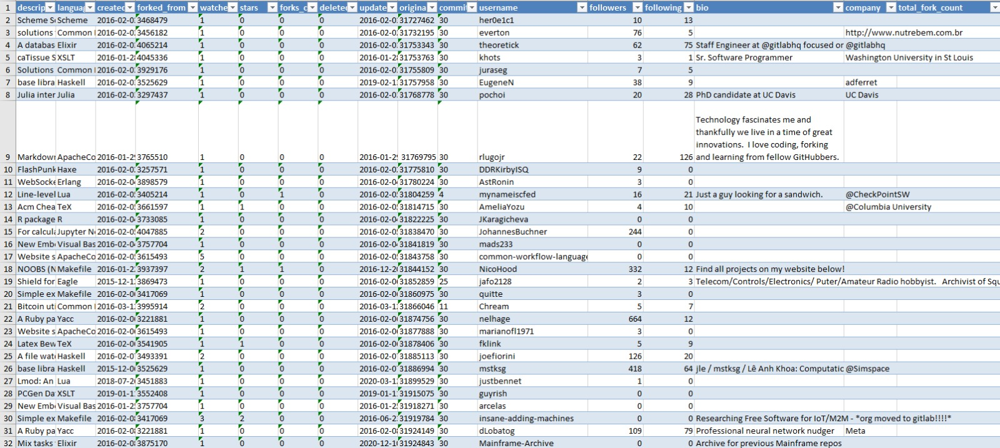 1 descrip languag created forked_from watche stars forks_c deleted update origina commit username followers following bio company total_fork_count
2 Scheme S Scheme 2016-02-0 3468479 1 0 0 0 2016-02-0 31727462 30 her0e1c1 10 13
3 solutions Common 2016-02-0 3456182 1 0 0 0 2016-02-0 31732195 30 everton 76 5 http://www.nutrebem.com.br
4 A databas Elixir 2016-02-0 4065214 1 0 0 0 2016-02-0 31753343 30 theoretick 62 75 Staff Engineer at @gitlabhq focused or @gitlabhq
5 caTissue S XSLT 2016-01-2 4045336 1 0 0 0 2016-01-2 31753763 30 khots 3 1 Sr. Software Programmer Washington University in St Louis
6 Solutions Common 2016-02-0 3929176 1 0 0 0 2016-02-0 31755809 30 juraseg 7 5
7 base libra Haskell 2016-02-0 3525629 1 0 0 0 2019-02-1 31757958 30 EugeneN 38 9 adferret
8 Julia inter Julia 2016-02-0 3297437 1 0 0 0 2016-02-0 31768778 30 pochoi 20 28 PhD candidate at UC Davis UC Davis
Technology fascinates me and
thankfully we live in a time of great
innovations. I love coding, forking
9 Markdown ApacheCo 2016-01-2 3765510 1 0 0 0 2016-01-2 31769795 30 rlugojr 22 126 and learning from fellow GitHubbers.
10 FlashPunk Haxe 2016-02-0 3257571 1 0 0 0 2016-02-0 31775810 30 DDRKirbyISQ 9 0
11 WebSocke Erlang 2016-02-0 3898579 1 0 0 0 2016-02-0 31780224 30 AstRonin 3 0
12 Line-level Lua 2016-02-0 3405214 1 0 1 0 2016-02-0 31804259 4 mynameiscfed 16 21 Just a guy looking for a sandwich. @CheckPointSW
13 Acm Chea TeX 2016-02-0 3661597 1 1 0 0 2016-02-0 31814715 30 AmeliaYozu 4 10 @Columbia University
14 R package R 2016-02-0 3733085 1 0 0 0 2016-02-0 31822225 30 JKaragicheva 0 0
15 For calcula Jupyter N 2016-02-0 4047885 2 0 0 0 2016-02-0 31838470 30 JohannesBuchner 244 0
16 New Emb Visual Bas 2016-02-0 3757704 1 0 0 0 2016-02-0 31841819 30 mads233 0 0
17 Website s ApacheCo 2016-02-0 3615493 5 0 0 0 2016-02-0 31843758 30 common-workflow-language 0 0
18 NOOBS (N Makefile 2016-01-2 3937397 2 1 1 0 2016-12-2 31844152 30 NicoHood 332 12 Find all projects on my website below!
19 Shield for Eagle 2015-12-1 3869473 1 0 0 0 2016-02-0 31852859 25 jafo2128 2 3 Telecom/Controls/Electronics/ Puter/Amateur Radio hobbyist. Archivist of Squ
20 Simple ex Makefile 2016-02-0 3417069 1 0 0 0 2016-02-0 31860975 30 quitte 3 0
21 Bitcoin uti Common 2016-03-1 3995914 2 0 0 0 2016-03-1 31866046 11 Chream 5 7
22 A Ruby pa Yacc 2016-02-0 3221881 1 0 0 0 2016-02-0 31874756 30 nelhage 664 12
23 Website s ApacheCo 2016-02-0 3615493 1 0 0 0 2016-02-0 31877888 30 marianofl1971 3 0
24 Latex Bew TeX 2016-02-0 3541905 1 1 0 0 2016-02-0 31878406 30 fklink 5 9
25 A file wat Haskell 2016-02-0 3493391 2 0 0 0 2016-02-0 31885113 30 joefiorini 126 20
26 base libra Haskell 2015-12-0 3525629 1 0 0 0 2016-02-0 31886994 30 mstksg 418 64 jle / mstksg / Lê Anh Khoa: Computatic @Simspace
27 Lmod: An Lua 2018-07-2 3451883 1 0 0 0 2020-03-1 31899529 30 justbennet 1 0
28 PCGen Da XSLT 2019-01-1 3552408 1 0 0 0 2019-01-1 31915075 30 guyrish 0 0
29 New Emb Visual Bas 2016-01-2 3757704 1 0 0 0 2016-01-2 31918271 30 arcelas 0 0
30 Simple ex Makefile 2016-02-0 3417069 3 2 0 0 2016-06-2 31919784 30 insane-adding-machines 0 0 Researching Free Software for IoT/M2M - *org moved to gitlab!!!!*
31 A Ruby pa Yacc 2016-02-0 3221881 1 0 0 0 2016-02-0 31924149 30 dLobatog 109 79 Professional neural network nudger Meta
32 Mix tasks Elixir 2016-02-0 3875170 1 0 0 0 2020-12-1 31924843 30 Mainframe-Archive 0 0 Archive for previous Mainframe repos